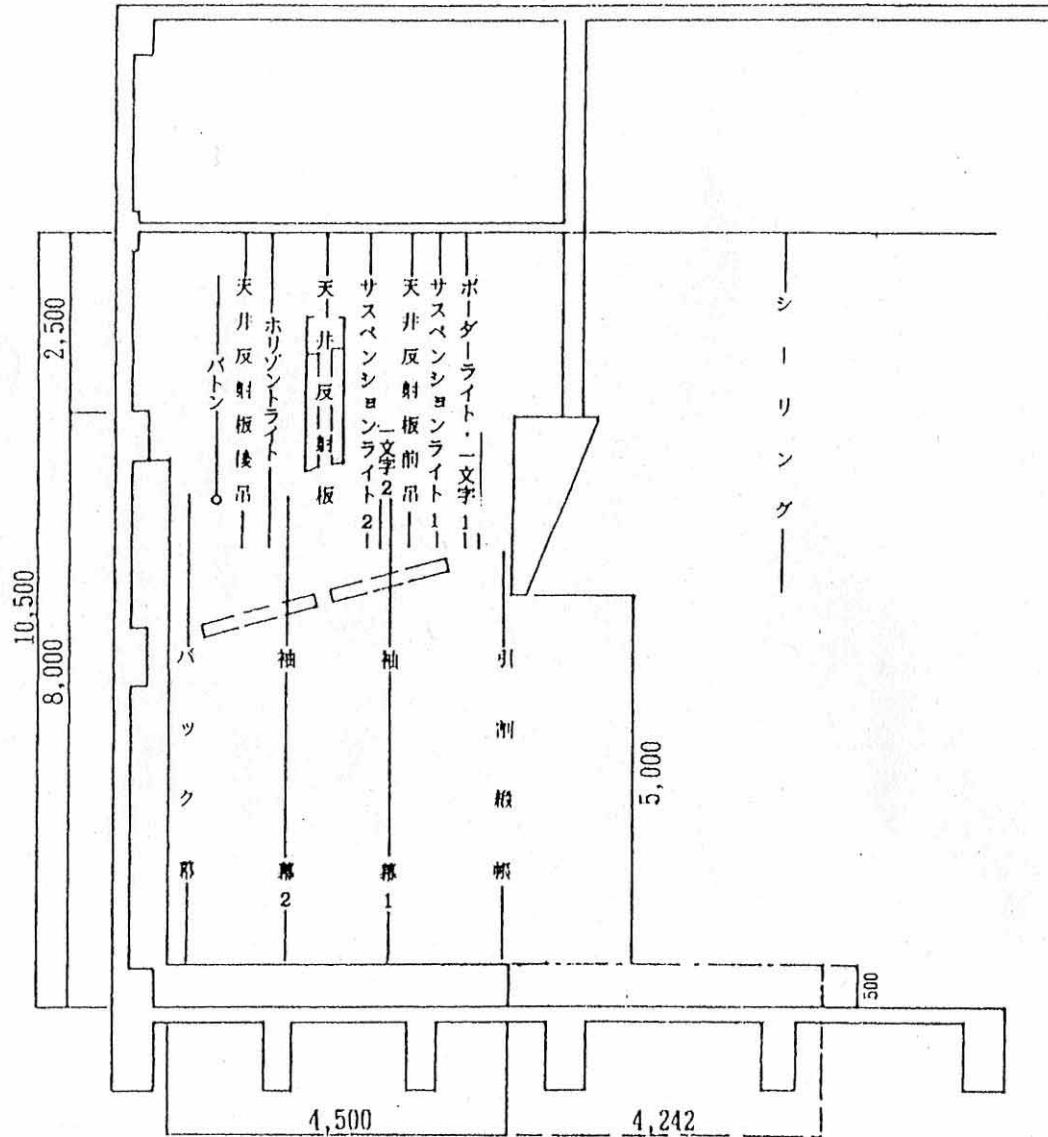 2,500
8,000
10,500
バトン
天井反射板後吊
ホリゾントライト
天井反射板
サスペンションライト2
一文字2
天井反射板前吊
サスペンションライト1
ボーダーライト・一文字1
シーリング
バック幕
袖幕2
袖幕1
引割緞帳
5,000
500
4,500
4,242